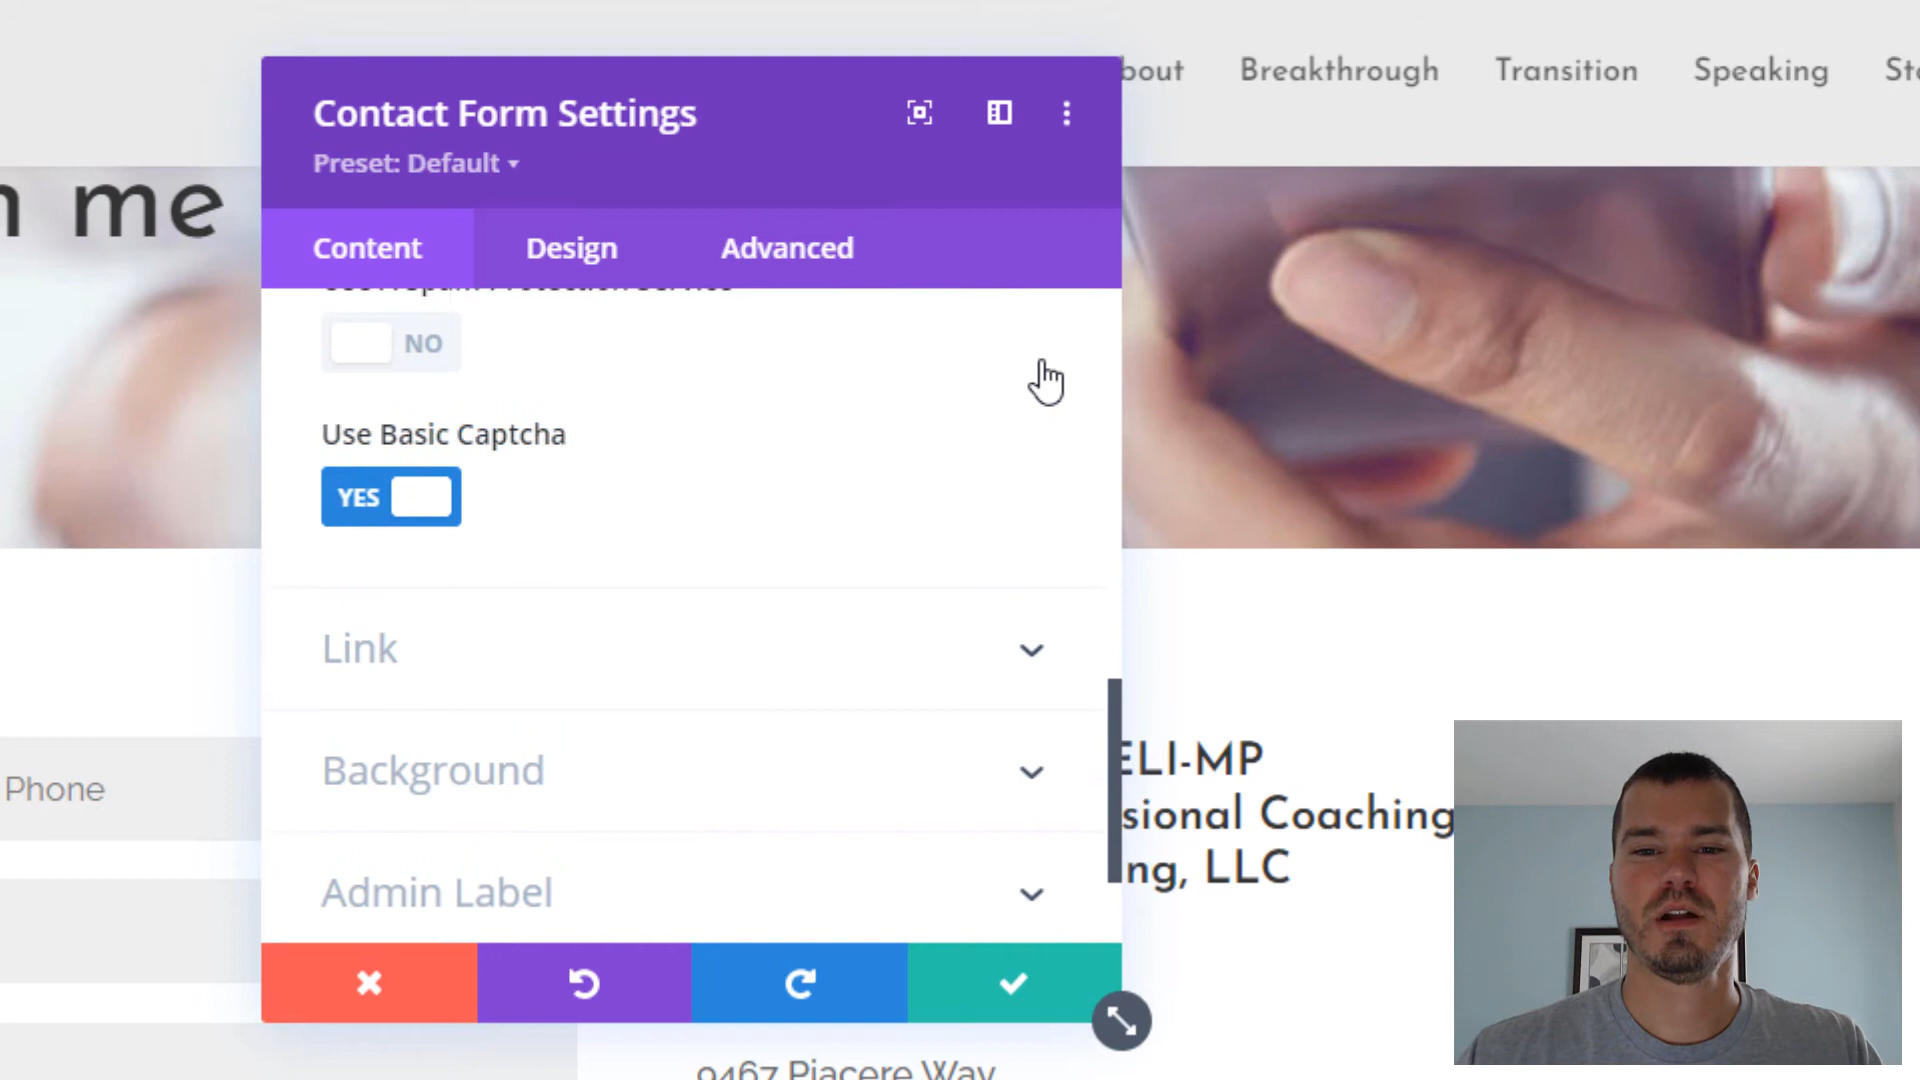 About Breakthrough Transition Speaking
Contact Form Settings
Preset: Default
me
Content Design Advanced
NO
Use Basic Captcha
YES
Link
Background
Admin Label
Phone
ELI-MP
sional Coaching
ng, LLC
9467 Piacere Way